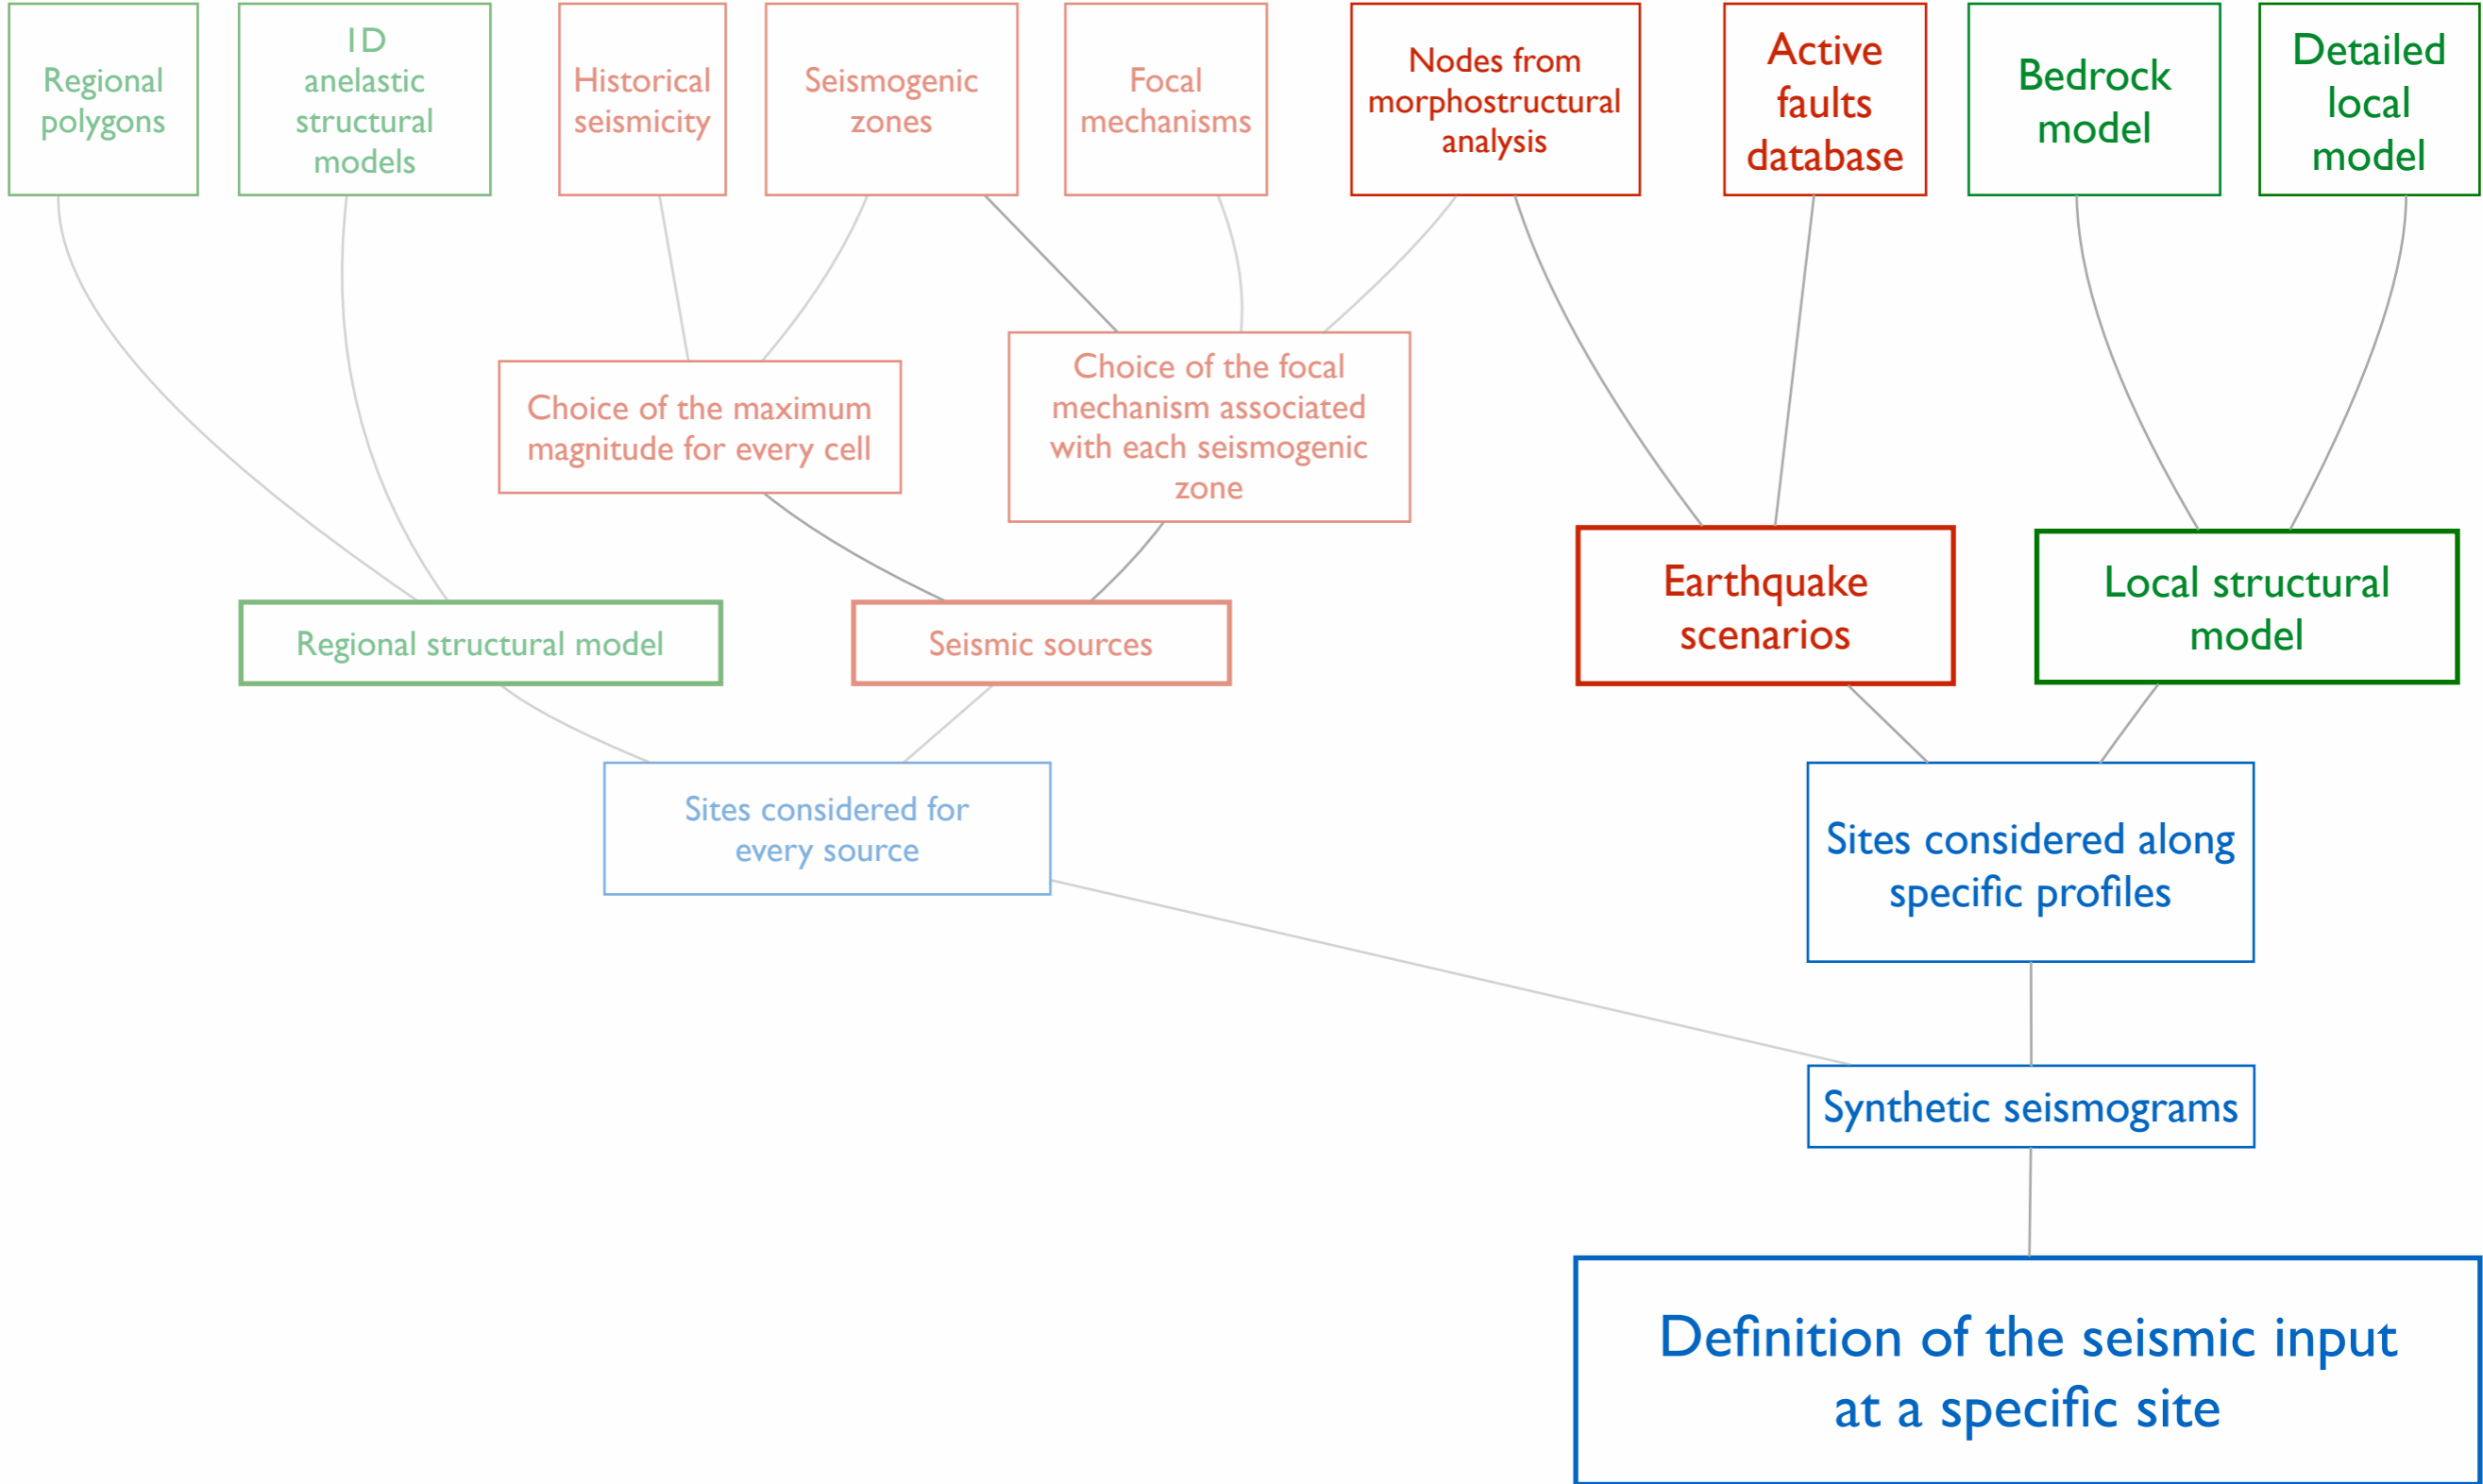 Regional
polygons
1D
anelastic
structural
models
Historical
seismicity
Seismogenic
zones
Focal
mechanisms
Nodes from
morphostructural
analysis
Active
faults
database
Bedrock
model
Detailed
local
model
Choice of the maximum
magnitude for every cell
Choice of the focal
mechanism associated
with each seismogenic
zone
Regional structural model
Seismic sources
Earthquake
scenarios
Local structural
model
Sites considered for
every source
Sites considered along
specific profiles
Synthetic seismograms
Definition of the seismic input
at a specific site